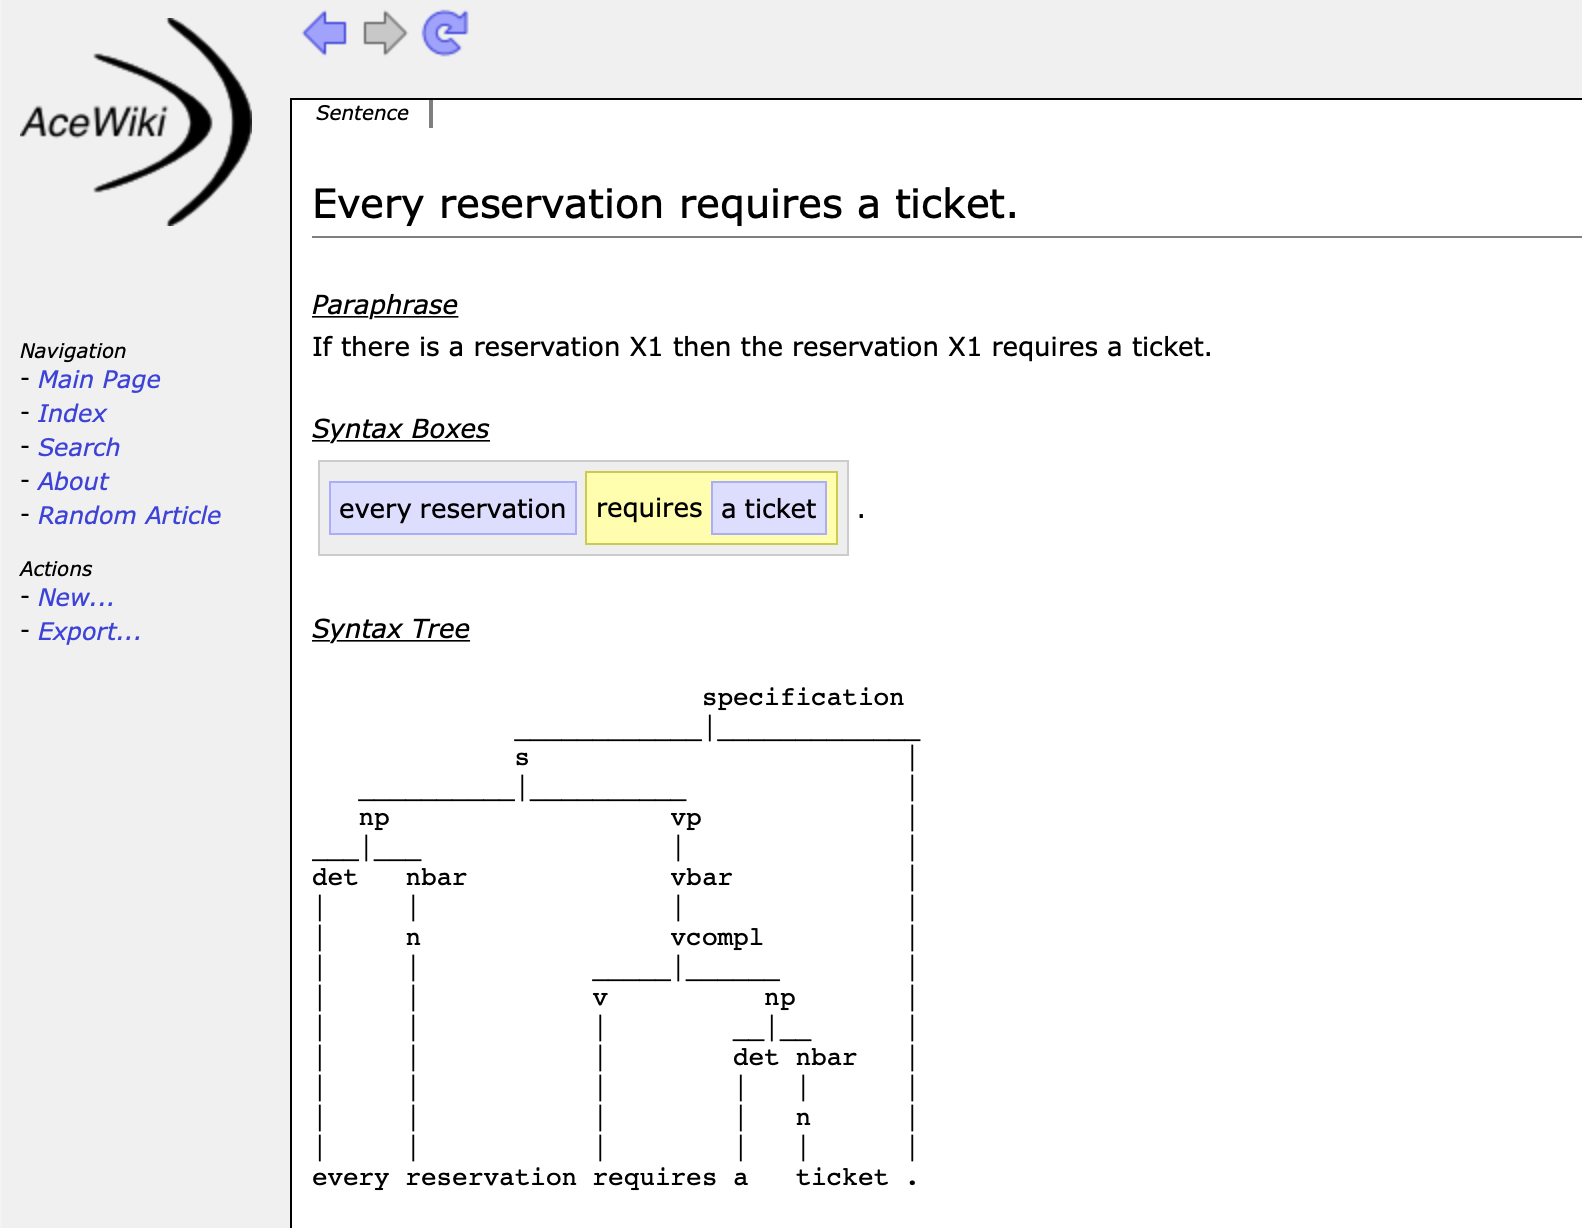 AceWiki
Navigation
- Main Page
- Index
- Search
- About
- Random Article
Actions
- New...
- Export...
Sentence
Every reservation requires a ticket.
Paraphrase
If there is a reservation X1 then the reservation X1 requires a ticket.
Syntax Boxes
every reservation requires a ticket .
Syntax Tree
specification
s
np vp
det nbar vbar
n vcompl
v np
det nbar
n
every reservation requires a ticket .